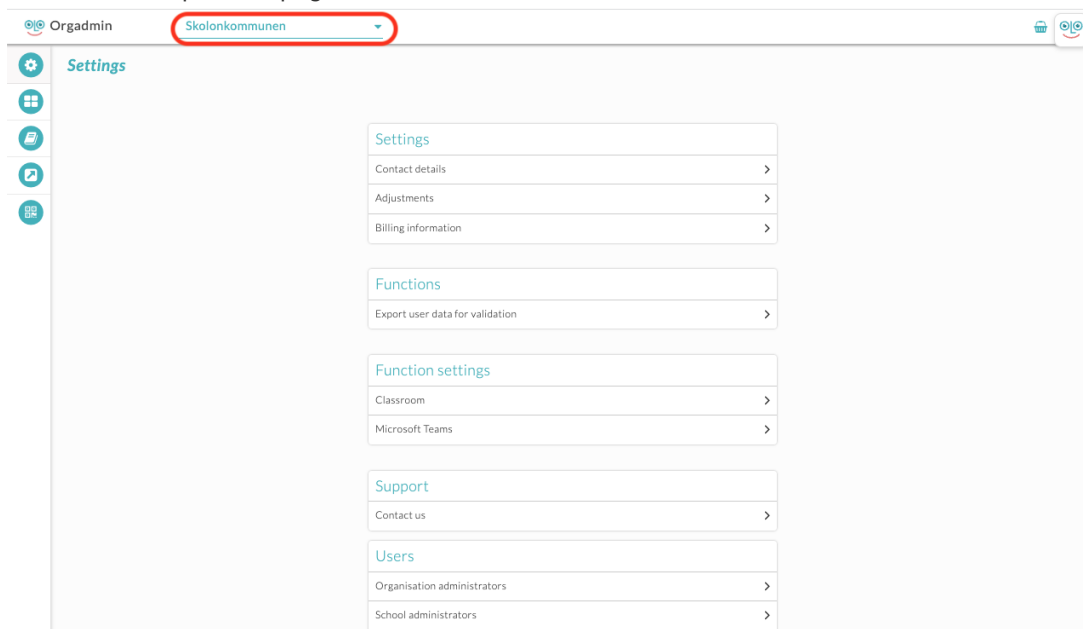 Orgadmin
Skolonkommunen
Settings
Settings
Contact details
Adjustments
Billing information
Functions
Export user data for validation
Function settings
Classroom
Microsoft Teams
Support
Contact us
Users
Organisation administrators
School administrators